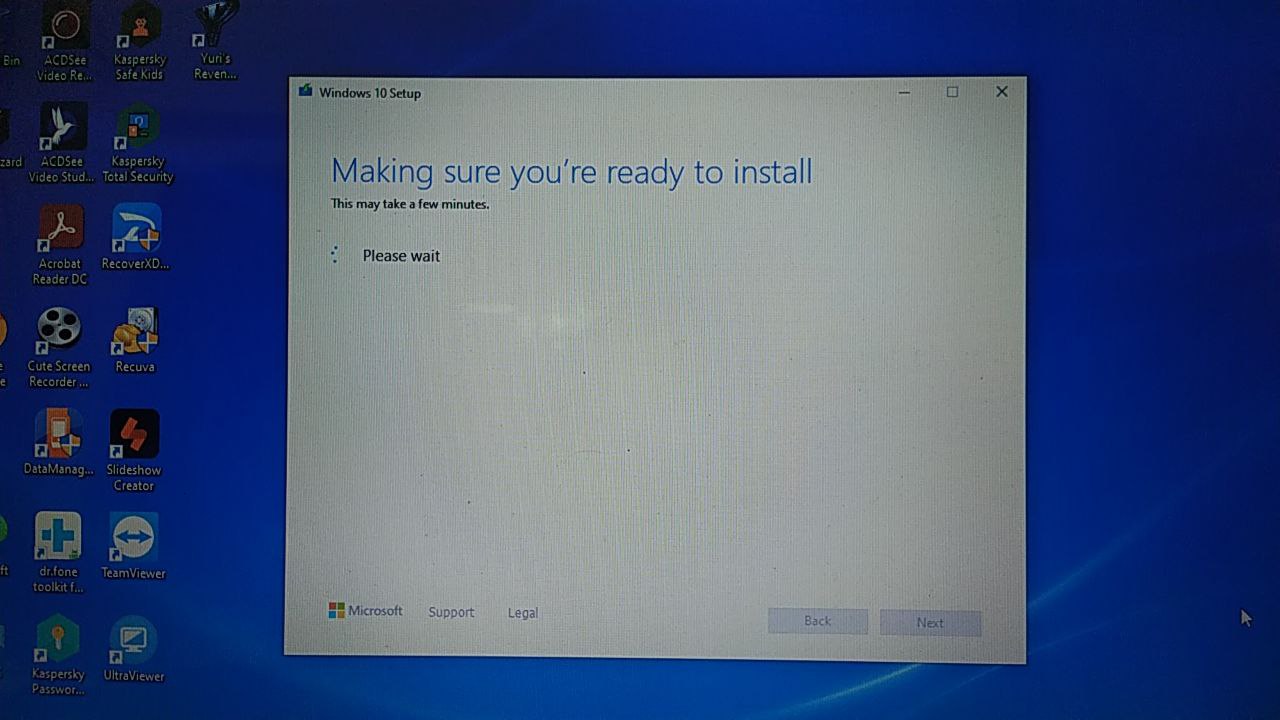 Bin
ACDSee
Video Re...
Kaspersky
Safe Kids
Yuri's
Reven...
zard
ACDSee
Video Stud...
Kaspersky
Total Security
Acrobat
Reader DC
RecoverXD...
e
e
Cute Screen
Recorder ...
Recuva
DataManag...
Slideshow
Creator
ft
dr.fone
toolkit f...
TeamViewer
Kaspersky
Passwor...
UltraViewer
Windows 10 Setup
Making sure you're ready to install
This may take a few minutes.
Please wait
Microsoft
Support
Legal
Back
Next